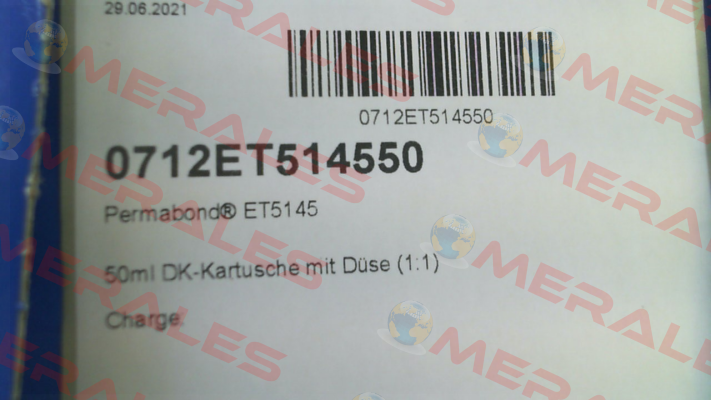 29.06.2021
0712ET514550
0712ET514550
Permabond® ET5145
50ml DK-Kartusche mit Düse (1:1)
Charge:
MERALES
MERALES
MERALES
MERALES
MERALES